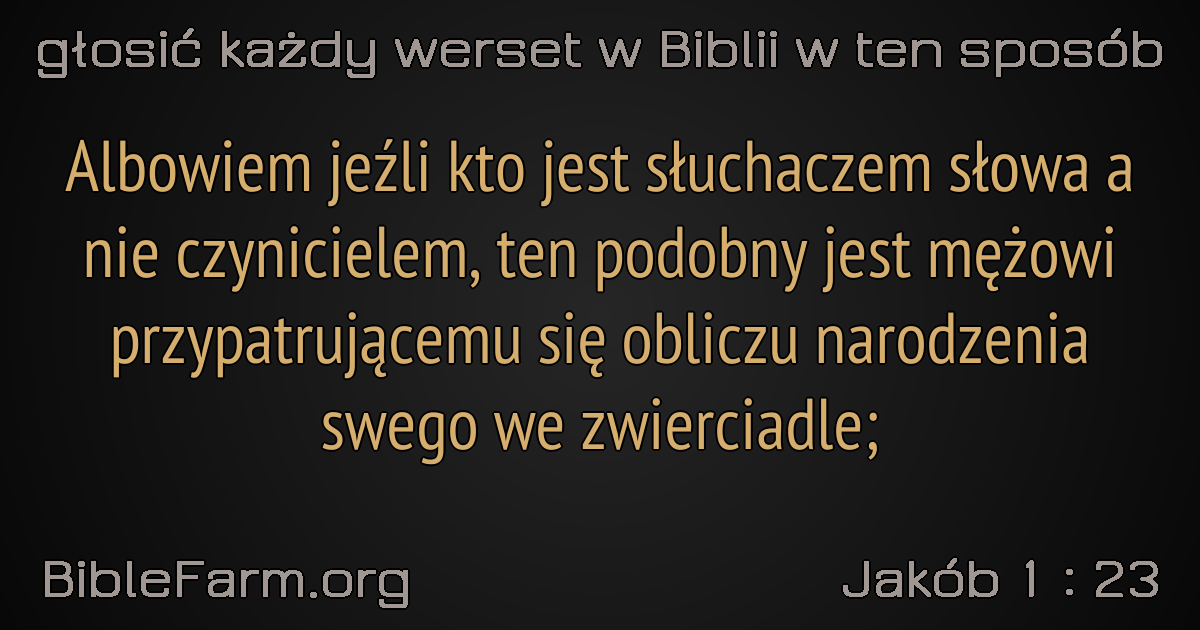 głosić każdy werset w Biblii w ten sposób
Albowiem jeźli kto jest słuchaczem słowa a
nie czynicielem, ten podobny jest mężowi
przypatrującemu się obliczu narodzenia
swego we zwierciadle;
BibleFarm.org
Jakób 1 : 23